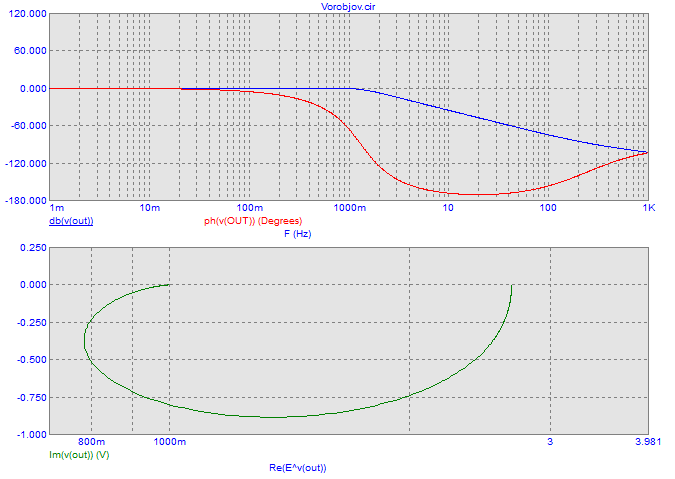 Vorobjov.cir
120.000
60.000
0.000
-60.000
-120.000
-180.000
1m 10m 100m 1000m 10 100 1K
db(v(out)) ph(v(OUT)) (Degrees)
F (Hz)
0.250
0.000
-0.250
-0.500
-0.750
-1.000
800m 1000m 3 3.981
Im(v(out)) (V)
Re(E^v(out))